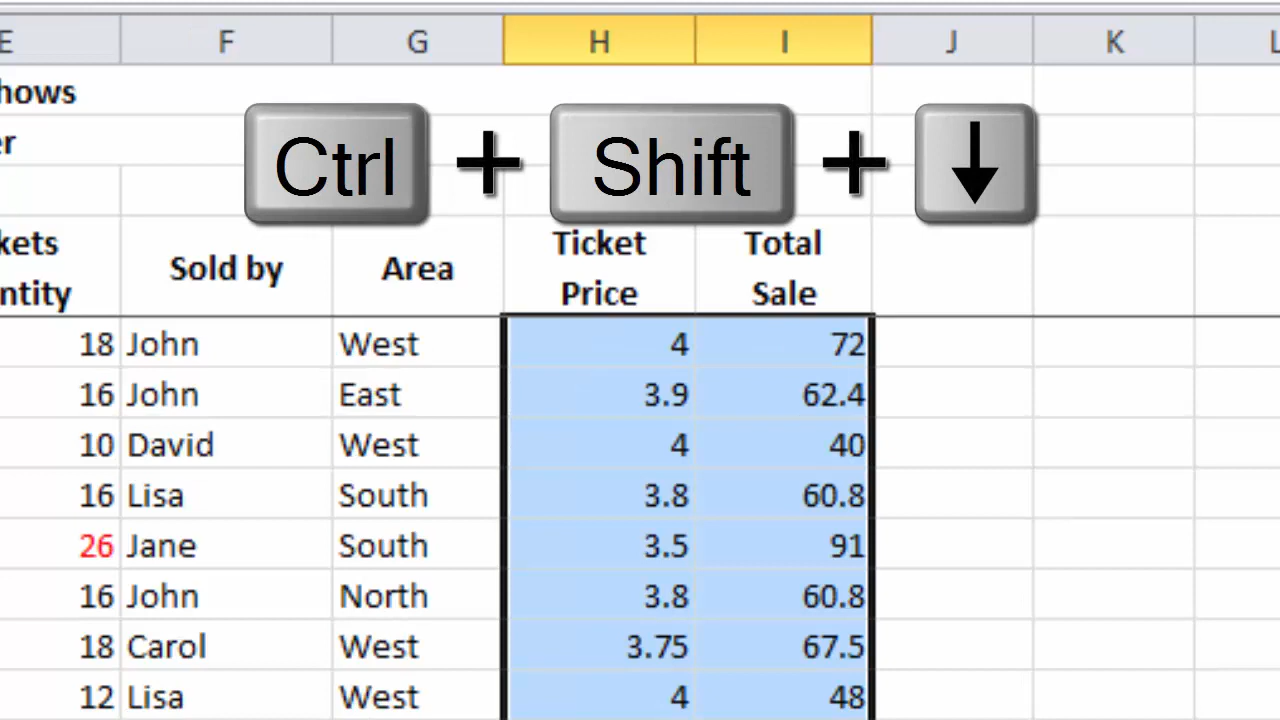 E F G H I J K L
hows
er
Ctrl + Shift + ↓
kets Ticket Total
Sold by Area
ntity Price Sale
18 John West 4 72
16 John East 3.9 62.4
10 David West 4 40
16 Lisa South 3.8 60.8
26 Jane South 3.5 91
16 John North 3.8 60.8
18 Carol West 3.75 67.5
12 Lisa West 4 48